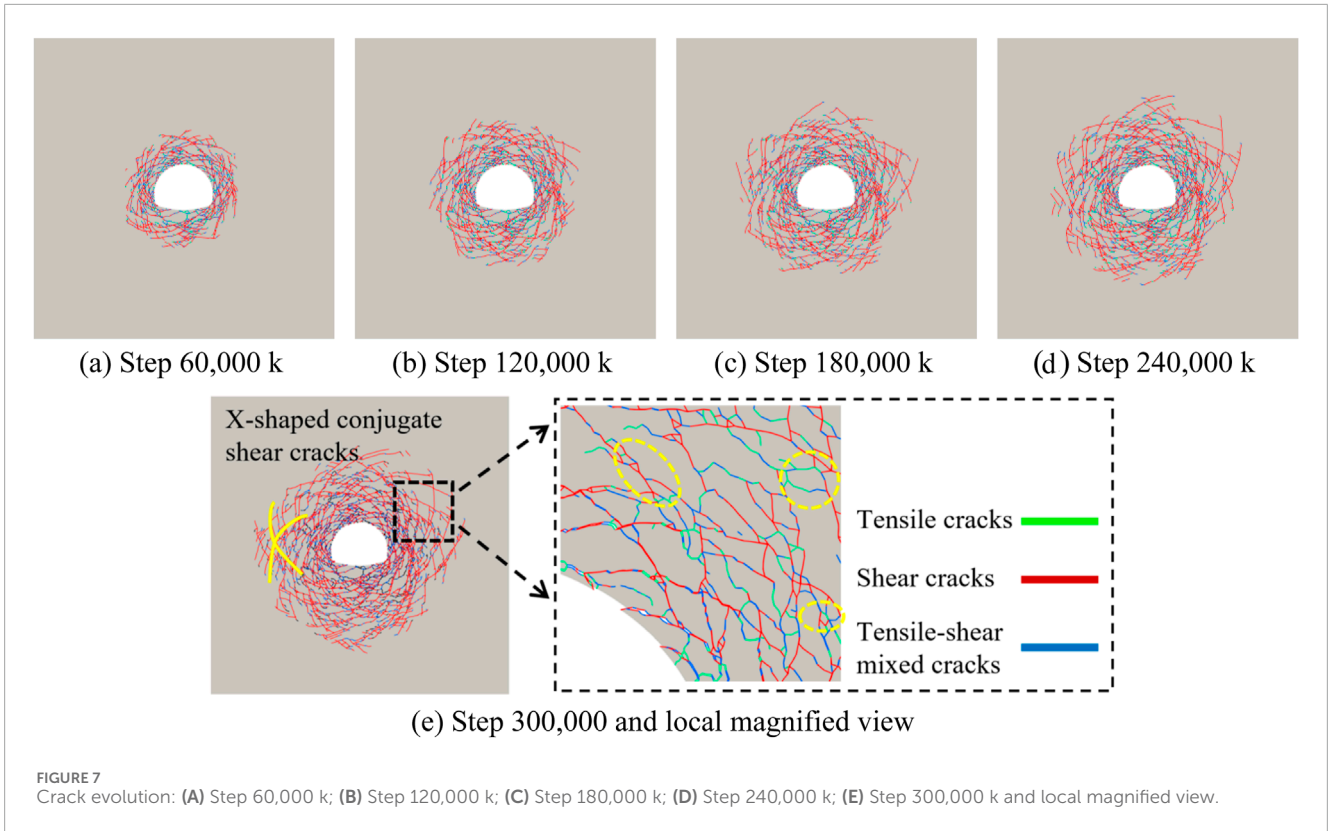 (a) Step 60,000 k
(b) Step 120,000 k
(c) Step 180,000 k
(d) Step 240,000 k
X-shaped conjugate
shear cracks
Tensile cracks
Shear cracks
Tensile-shear
mixed cracks
(e) Step 300,000 and local magnified view
FIGURE 7
Crack evolution: (A) Step 60,000 k; (B) Step 120,000 k; (C) Step 180,000 k; (D) Step 240,000 k; (E) Step 300,000 k and local magnified view.